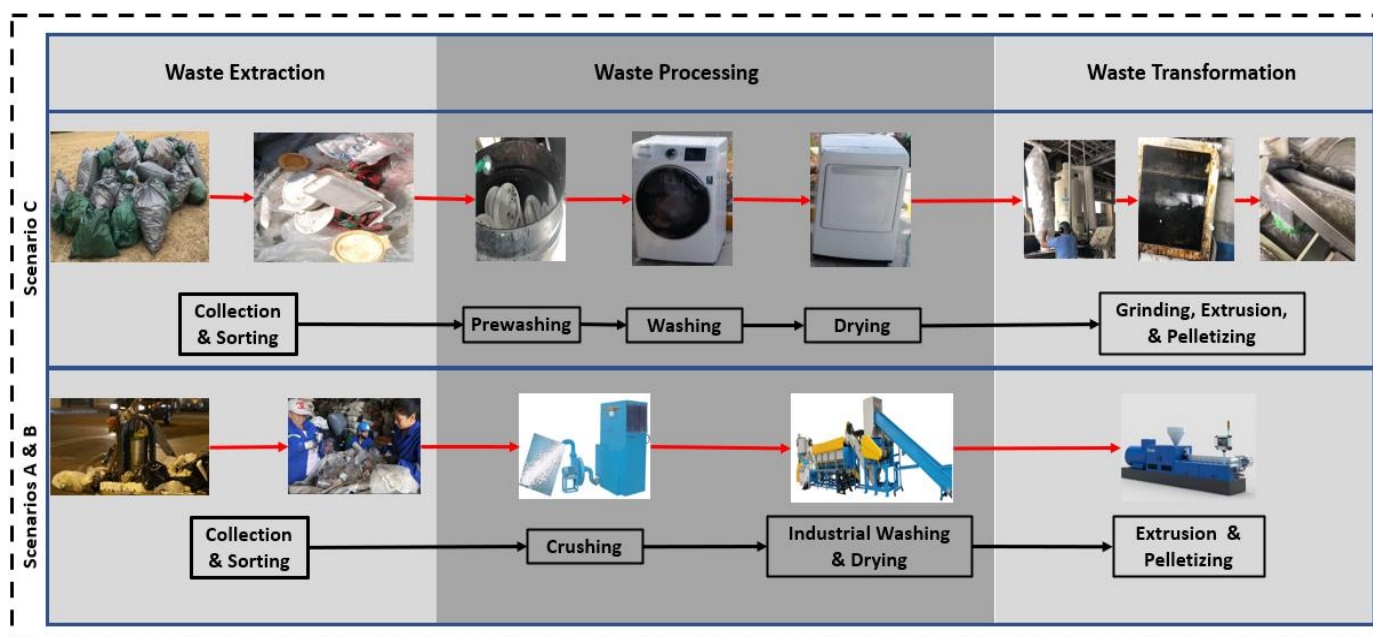 Waste Extraction
Waste Processing
Waste Transformation
Scenario C
Collection
& Sorting
Prewashing
Washing
Drying
Grinding, Extrusion,
& Pelletizing
Scenarios A & B
Collection
& Sorting
Crushing
Industrial Washing
& Drying
Extrusion &
Pelletizing